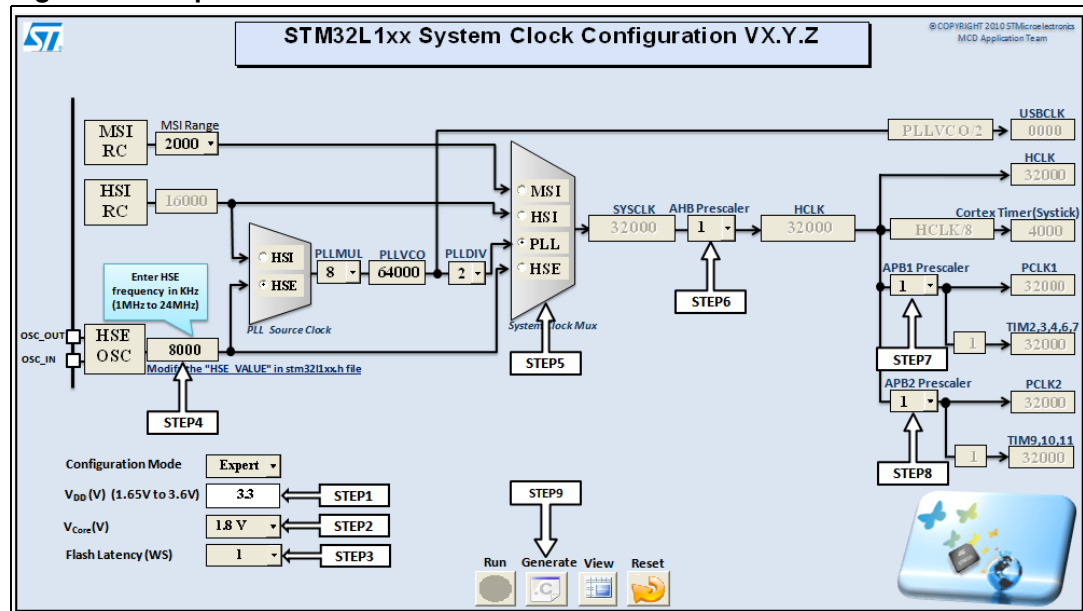 ST
STM32L1xx System Clock Configuration VX.Y.Z
© COPYRIGHT 2010 STMicroelectronics
MCD Application Team
MSI RC
MSI Range
2000
HSI RC
16000
Enter HSE frequency in KHz (1MHz to 24MHz)
OSC_OUT
OSC_IN
HSE OSC
8000
Modify the "HSE_VALUE" in stm32l1xx.h file
STEP4
HSI
HSE
PLL Source Clock
PLLMUL
8
PLLVCO
64000
PLLDIV
2
MSI
HSI
PLL
HSE
System Clock Mux
STEP5
SYSCLK
32000
AHB Prescaler
1
STEP6
HCLK
32000
PLLVCO/2
USBCLK
0000
HCLK
32000
HCLK/8
Cortex Timer(Systick)
4000
APB1 Prescaler
1
STEP7
PCLK1
32000
1
TIM2,3,4,6,7
32000
APB2 Prescaler
1
STEP8
PCLK2
32000
1
TIM9,10,11
32000
Configuration Mode
Expert
VDD (V) (1.65V to 3.6V)
3.3
STEP1
VCore(V)
1.8 V
STEP2
Flash Latency (WS)
1
STEP3
STEP9
Run
Generate
View
Reset
.C